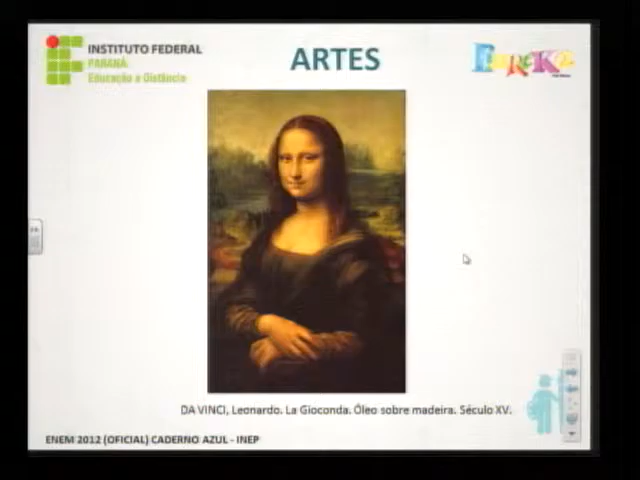 INSTITUTO FEDERAL
PARANÁ
Educação a Distância
ARTES
EUREKA
DA VINCI, Leonardo. La Gioconda. Óleo sobre madeira. Século XV.
ENEM 2012 (OFICIAL) CADERNO AZUL - INEP